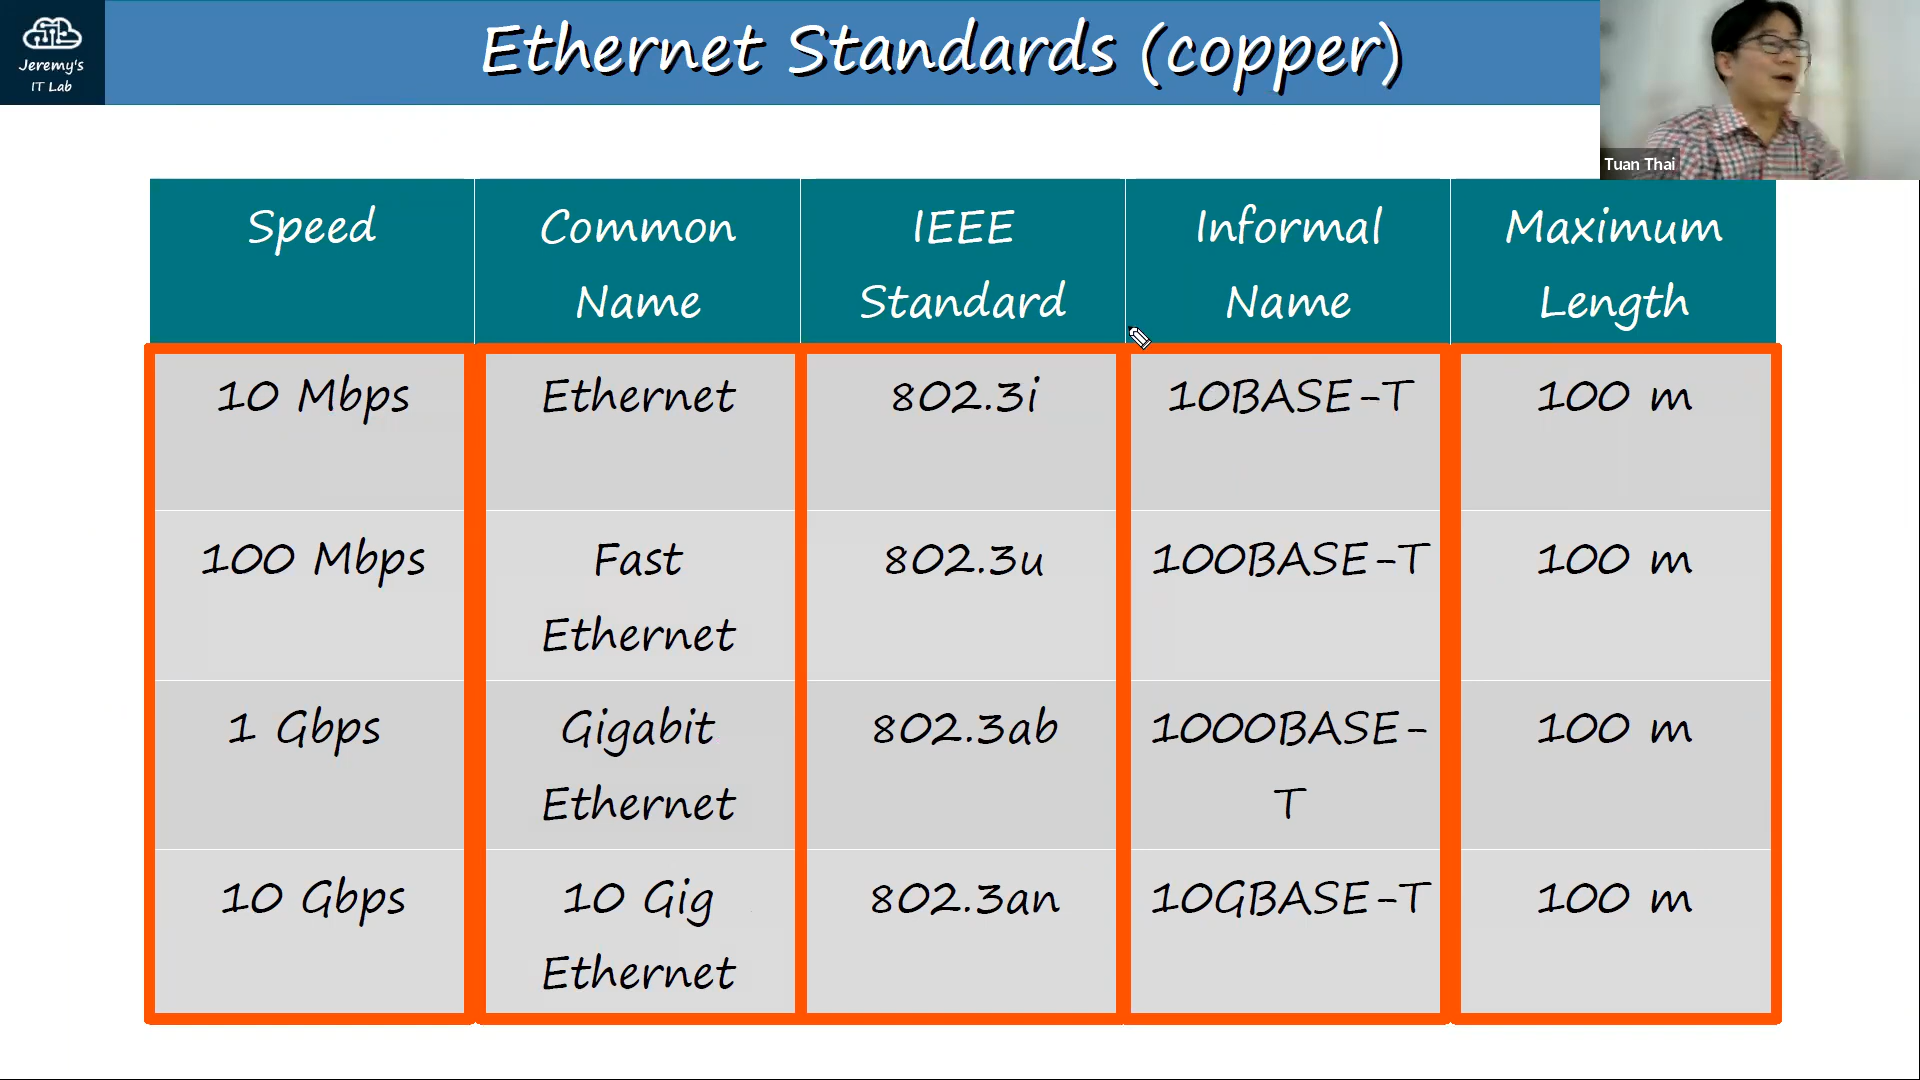 Jeremy's
IT Lab
Ethernet Standards (copper)
Tuan Thai
Speed
Common
Name
IEEE
Standard
Informal
Name
Maximum
Length
10 Mbps
Ethernet
802.3i
10BASE-T
100 m
100 Mbps
Fast
Ethernet
802.3u
100BASE-T
100 m
1 Gbps
Gigabit
Ethernet
802.3ab
1000BASE-
T
100 m
10 Gbps
10 Gig
Ethernet
802.3an
10GBASE-T
100 m